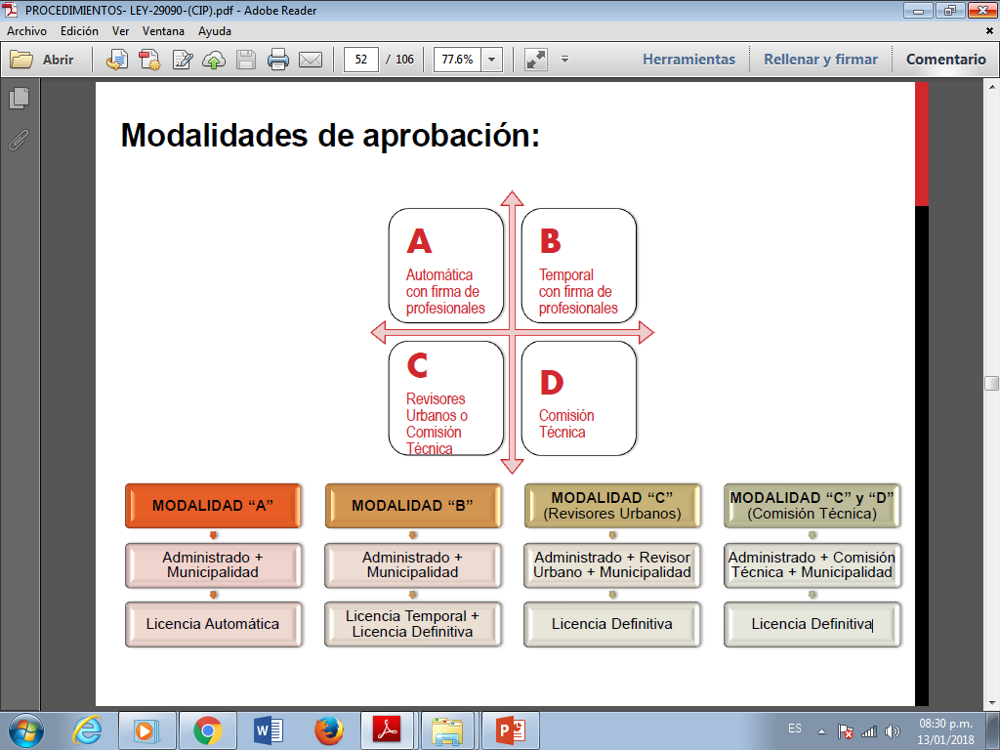 PROCEDIMIENTOS- LEY-29090-(CIP).pdf - Adobe Reader
Archivo Edición Ver Ventana Ayuda
Abrir 52 / 106 77.6% Herramientas Rellenar y firmar Comentario
Modalidades de aprobación:
A
Automática
con firma de
profesionales
B
Temporal
con firma de
profesionales
C
Revisores
Urbanos o
Comisión
Técnica
D
Comisión
Técnica
MODALIDAD “A”
Administrado +
Municipalidad
Licencia Automática
MODALIDAD “B”
Administrado +
Municipalidad
Licencia Temporal +
Licencia Definitiva
MODALIDAD “C”
(Revisores Urbanos)
Administrado + Revisor
Urbano + Municipalidad
Licencia Definitiva
MODALIDAD “C” y “D”
(Comisión Técnica)
Administrado + Comisión
Técnica + Municipalidad
Licencia Definitiva
ES
08:30 p.m.
13/01/2018